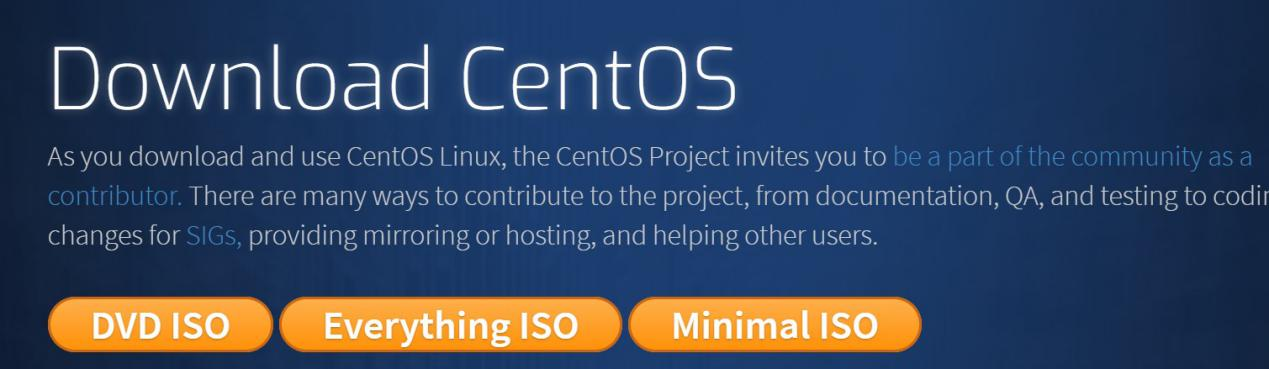 Download CentOS
As you download and use CentOS Linux, the CentOS Project invites you to be a part of the community as a
contributor. There are many ways to contribute to the project, from documentation, QA, and testing to
changes for SIGs, providing mirroring or hosting, and helping other users.
DVD ISO Everything ISO Minimal ISO